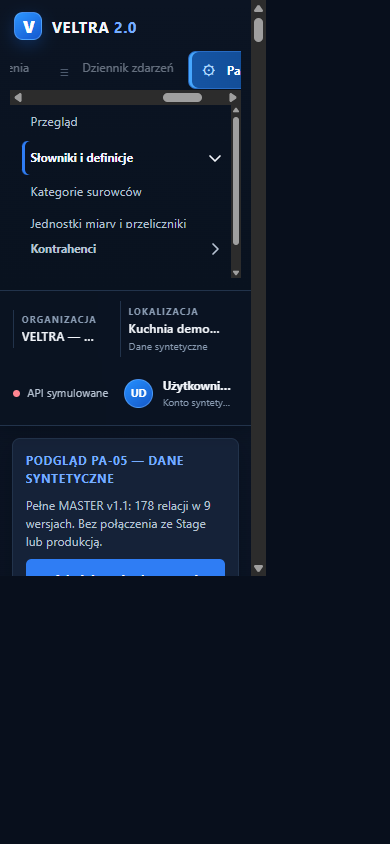 V VELTRA 2.0
enia
Dziennik zdarzeń
Pa
Przegląd
Słowniki i definicje
Kategorie surowców
Jednostki miary i przeliczniki
Kontrahenci
ORGANIZACJA
VELTRA — ...
LOKALIZACJA
Kuchnia demo...
Dane syntetyczne
API symulowane
UD
Użytkowni...
Konto syntety...
PODGLĄD PA-05 — DANE
SYNTETYCZNE
Pełne MASTER v1.1: 178 relacji w 9
wersjach. Bez połączenia ze Stage
lub produkcją.